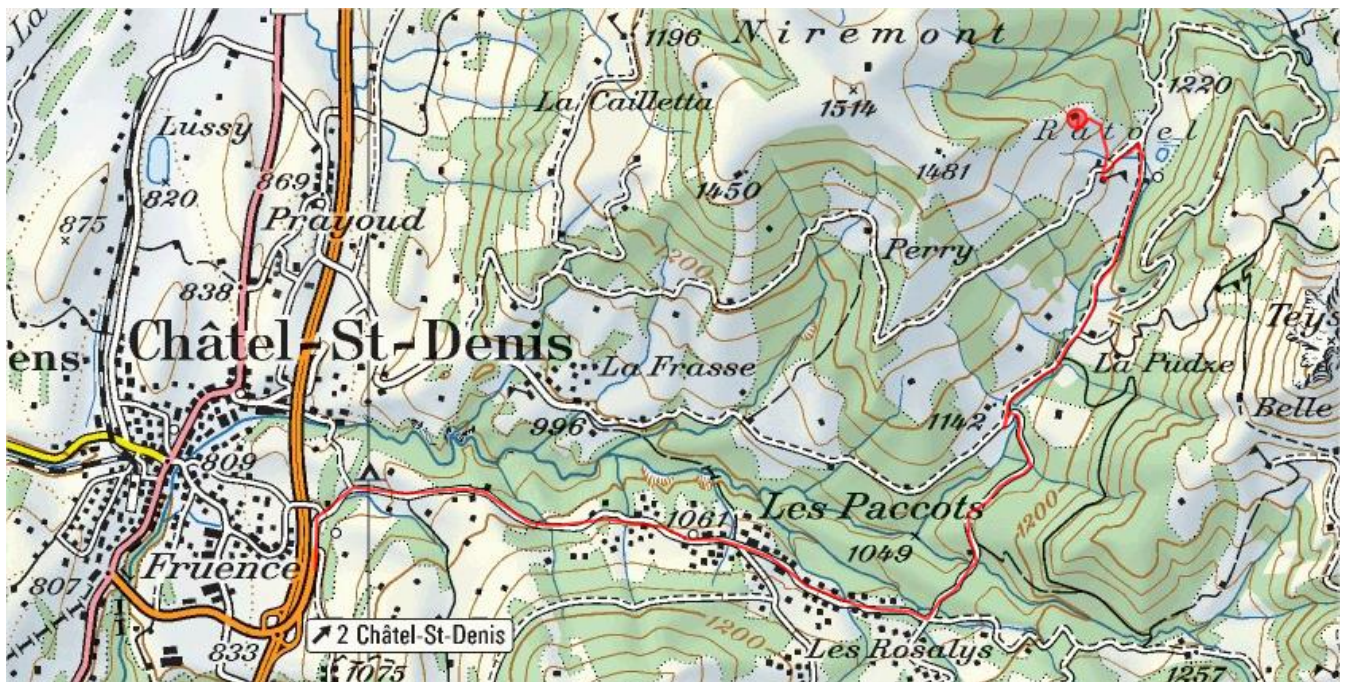 1196
Niremont
La Cailletta
1514
1220
Lussy
Rutoel
869
820
1450
1481
875
Prayoud
838
200
Perry
Châtel-St-Denis
ens
Teys
La Frasse
La Pudze
1142
Belle
996
809
Les Paccots
1061
1200
1049
Fruence
807
2 Châtel-St-Denis
833
1200
Les Rosalys
1075
1257